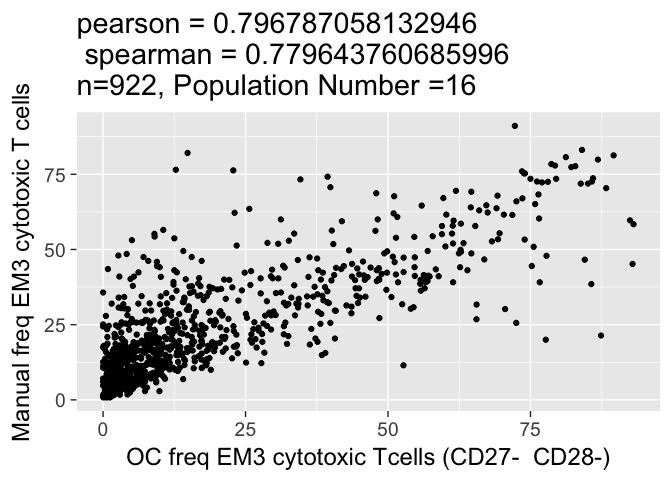 pearson = 0.796787058132946
spearman = 0.779643760685996
n=922, Population Number =16
Manual freq EM3 cytotoxic T cells
75
50
25
0
0 25 50 75
OC freq EM3 cytotoxic Tcells (CD27-  CD28-)